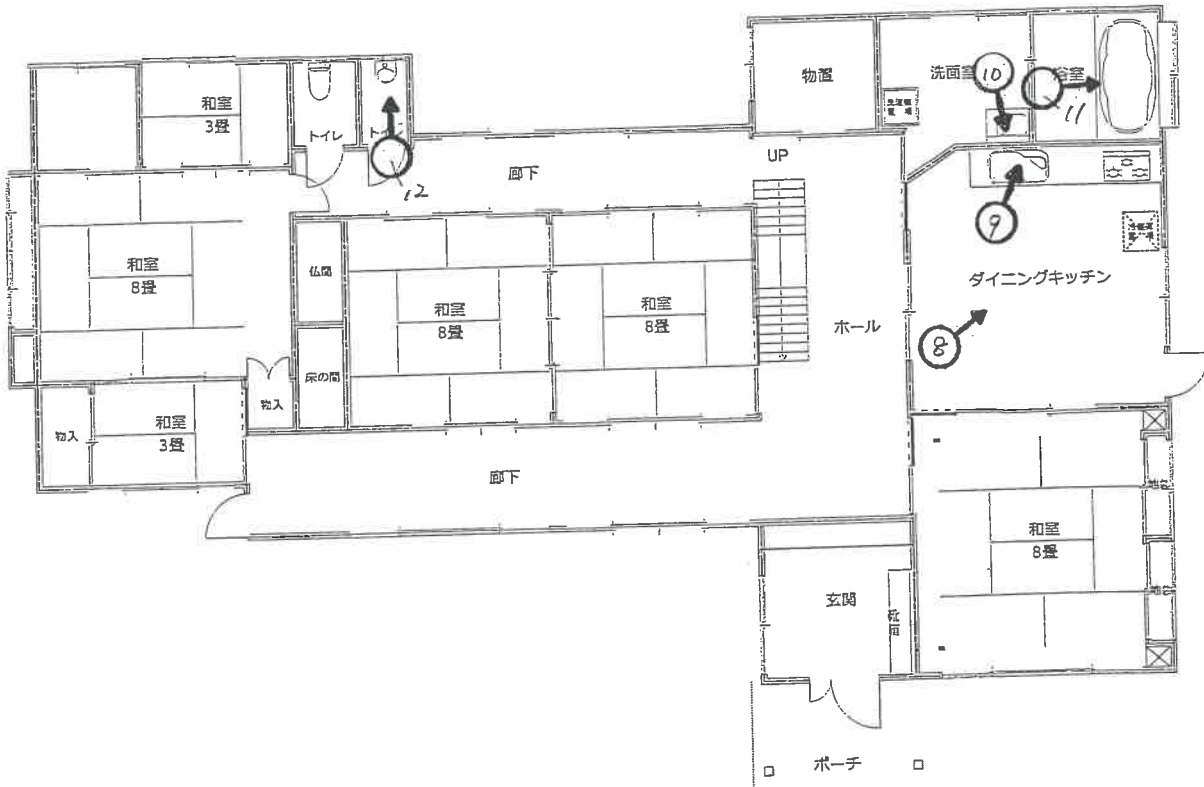 物置
洗面室
10
浴室
11
和室
3畳
トイレ
12
廊下
UP
9
仏間
和室
8畳
和室
8畳
和室
8畳
ダイニングキッチン
ホール
8
床の間
物入
物入
和室
3畳
廊下
和室
8畳
玄関
ポーチ